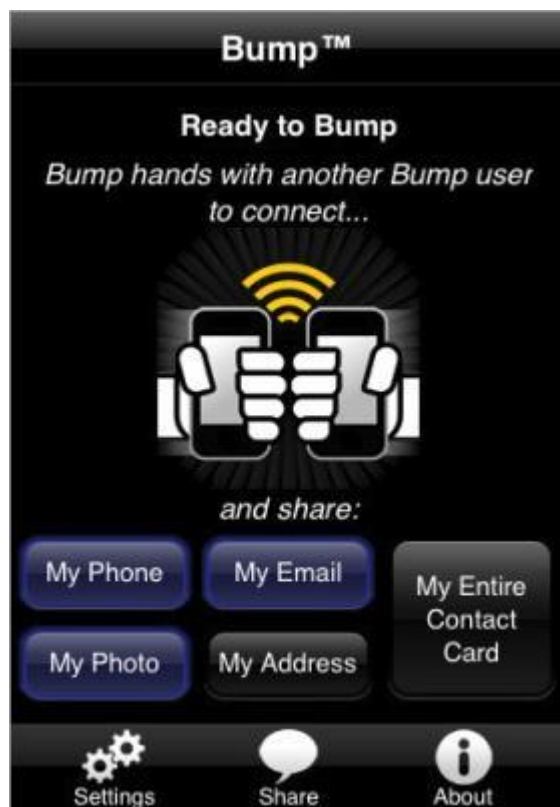 Bump™
Ready to Bump
Bump hands with another Bump user
to connect...
and share:
My Phone
My Email
My Entire
Contact
Card
My Photo
My Address
Settings
Share
About